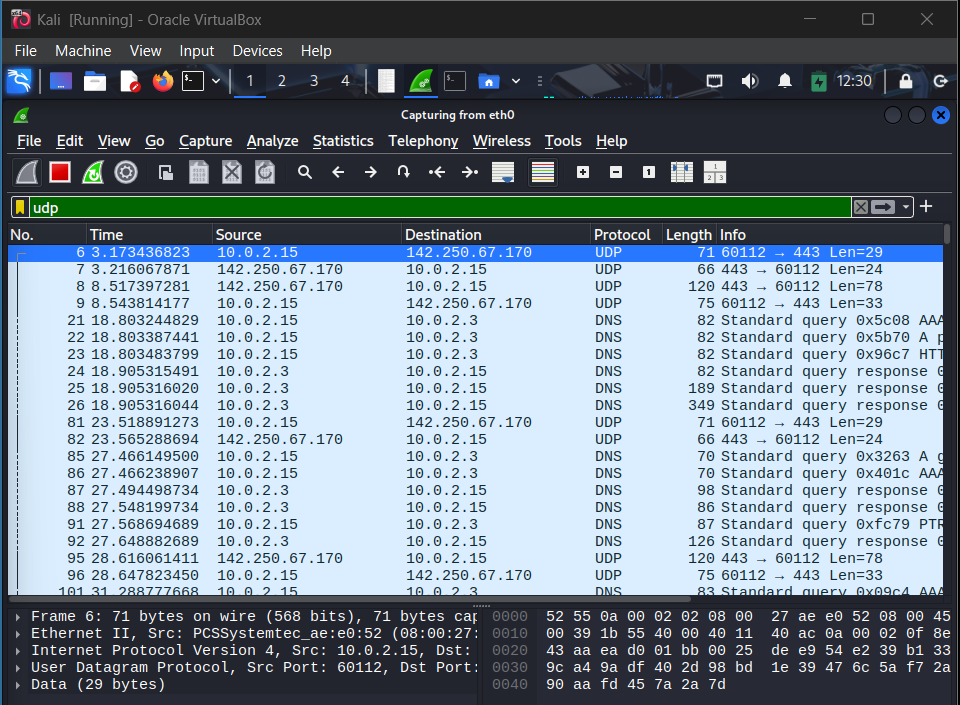 Kali [Running] - Oracle VirtualBox
File Machine View Input Devices Help
1 2 3 4 12:30
Capturing from eth0
File Edit View Go Capture Analyze Statistics Telephony Wireless Tools Help
udp
No. Time Source Destination Protocol Length Info
6 3.173436823 10.0.2.15 142.250.67.170 UDP 71 60112 → 443 Len=29
7 3.216067871 142.250.67.170 10.0.2.15 UDP 66 443 → 60112 Len=24
8 8.517397281 142.250.67.170 10.0.2.15 UDP 120 443 → 60112 Len=78
9 8.543814177 10.0.2.15 142.250.67.170 UDP 75 60112 → 443 Len=33
21 18.803244829 10.0.2.15 10.0.2.3 DNS 82 Standard query 0x5c08 AAA
22 18.803387441 10.0.2.15 10.0.2.3 DNS 82 Standard query 0x5b70 A p
23 18.803483799 10.0.2.15 10.0.2.3 DNS 82 Standard query 0x96c7 HTT
24 18.905315491 10.0.2.3 10.0.2.15 DNS 82 Standard query response 0
25 18.905316020 10.0.2.3 10.0.2.15 DNS 189 Standard query response 0
26 18.905316044 10.0.2.3 10.0.2.15 DNS 349 Standard query response 0
81 23.518891273 10.0.2.15 142.250.67.170 UDP 71 60112 → 443 Len=29
82 23.565288694 142.250.67.170 10.0.2.15 UDP 66 443 → 60112 Len=24
85 27.466149500 10.0.2.15 10.0.2.3 DNS 70 Standard query 0x3263 A g
86 27.466238907 10.0.2.15 10.0.2.3 DNS 70 Standard query 0x401c AAA
87 27.494498734 10.0.2.3 10.0.2.15 DNS 98 Standard query response 0
88 27.548199734 10.0.2.3 10.0.2.15 DNS 86 Standard query response 0
91 27.568694689 10.0.2.15 10.0.2.3 DNS 87 Standard query 0xfc79 PTR
92 27.648882689 10.0.2.3 10.0.2.15 DNS 126 Standard query response 0
95 28.616061411 142.250.67.170 10.0.2.15 UDP 120 443 → 60112 Len=78
96 28.647823450 10.0.2.15 142.250.67.170 UDP 75 60112 → 443 Len=33
101 31.288777668 10.0.2.15 10.0.2.3 DNS 83 Standard query 0x09c4 AAA
Frame 6: 71 bytes on wire (568 bits), 71 bytes cap 0000 52 55 0a 00 02 02 08 00 27 ae e0 52 08 00 45
Ethernet II, Src: PCSSystemtec_ae:e0:52 (08:00:27: 0010 00 39 1b 55 40 00 40 11 40 ac 0a 00 02 0f 8e
Internet Protocol Version 4, Src: 10.0.2.15, Dst: 0020 43 aa ea d0 01 bb 00 25 de e9 54 e2 39 b1 33
User Datagram Protocol, Src Port: 60112, Dst Port: 0030 9c a4 9a df 40 2d 98 bd 1e 39 47 6c 5a f7 2a
Data (29 bytes) 0040 90 aa fd 45 7a 2a 7d